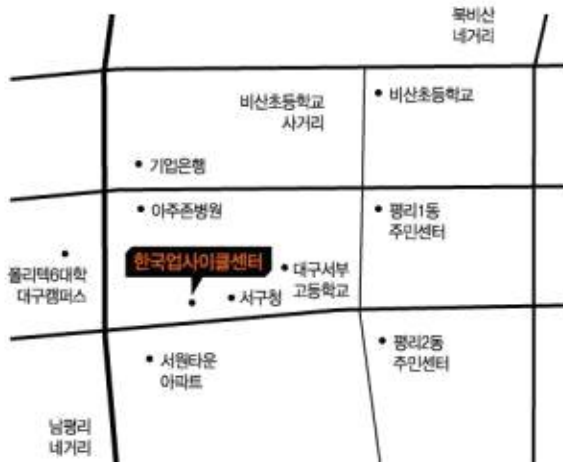 북비산
네거리
비산초등학교
사거리
비산초등학교
기업은행
아주존병원
평리1동
주민센터
한국업사이클센터
대구서부
고등학교
폴리텍6대학
대구캠퍼스
서구청
서원타운
아파트
평리2동
주민센터
남평리
네거리